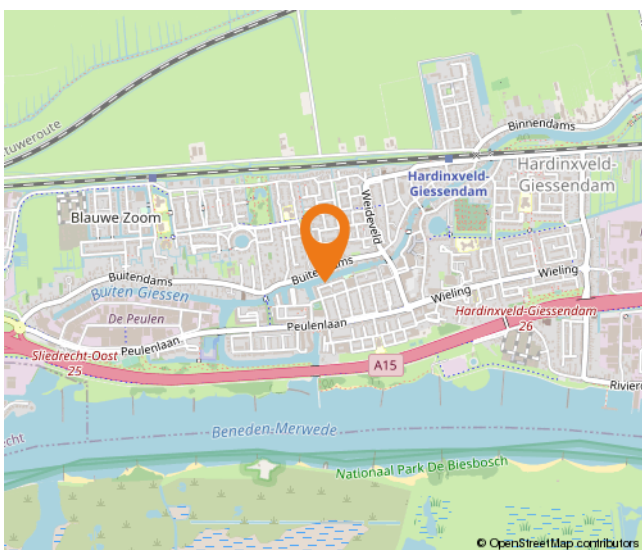 Binnendams
tuweroute
Hardinxveld-
Giessendam
Hardinxveld-
Giessendam
Weideveld
Blauwe Zoom
Buitendams
Buitendams
Buiten Giessen
De Peulen
Wieling
Wieling
Peulenlaan
Hardinxveld-Giessendam
26
Peulenlaan
Sliedrecht-Oost
25
A15
Rivierd
Beneden-Merwede
echt
Nationaal Park De Biesbosch
© OpenStreetMap contributors